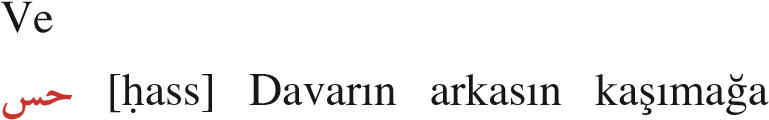 Ve
حس [ḥass] Davarın arkasın kaşımağa